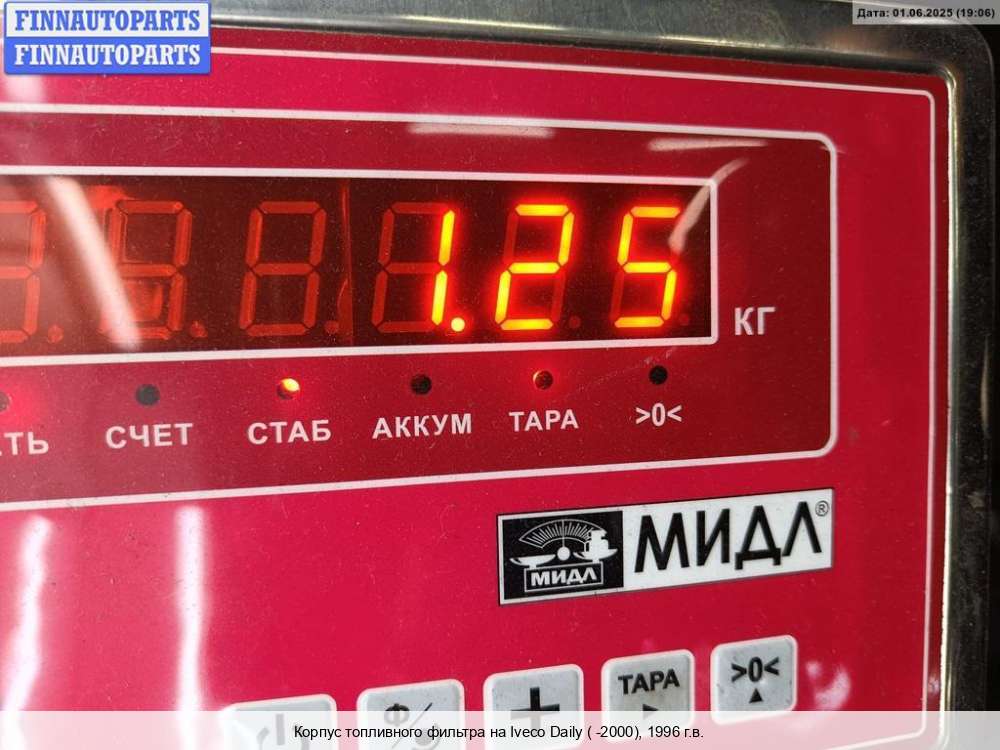 FINNAUTOPARTS
FINNAUTOPARTS
Дата: 01.06.2025 (19:06)
1.25
КГ
СЧЕТ
СТАБ
АККУМ
ТАРА
>0<
МИДЛ
МИДЛ®
ТАРА
>0<
Корпус топливного фильтра на Iveco Daily ( -2000), 1996 г.в.